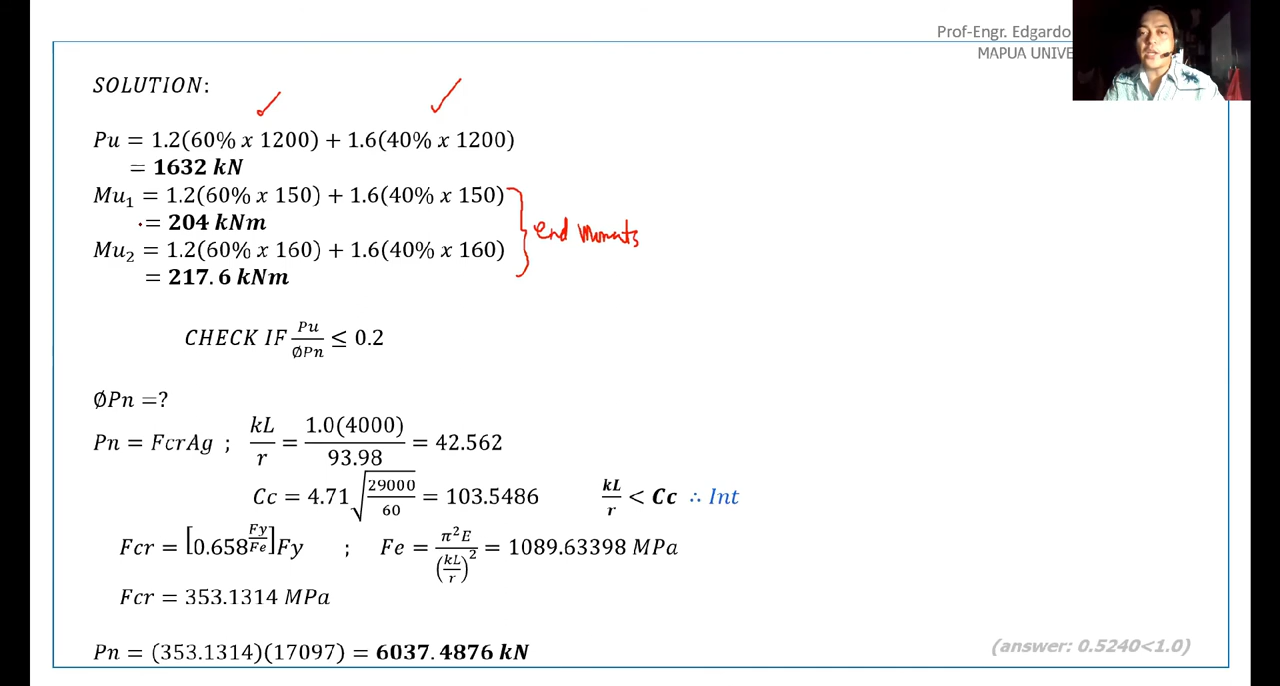 Prof-Engr. Edgardo
MAPUA UNIVE
SOLUTION:
Pu = 1.2(60% x 1200) + 1.6(40% x 1200)
= 1632 kN
Mu₁ = 1.2(60% x 150) + 1.6(40% x 150)
= 204 kNm
end moments
Mu₂ = 1.2(60% x 160) + 1.6(40% x 160)
= 217.6 kNm
CHECK IF Pu/∅Pn ≤ 0.2
∅Pn =?
Pn = FcrAg ; kL/r = 1.0(4000)/93.98 = 42.562
Cc = 4.71√(29000/60) = 103.5486 kL/r < Cc ∴ Int
Fcr = [0.658^(Fy/Fe)]Fy ; Fe = π²E/(kL/r)² = 1089.63398 MPa
Fcr = 353.1314 MPa
Pn = (353.1314)(17097) = 6037.4876 kN
(answer: 0.5240<1.0)